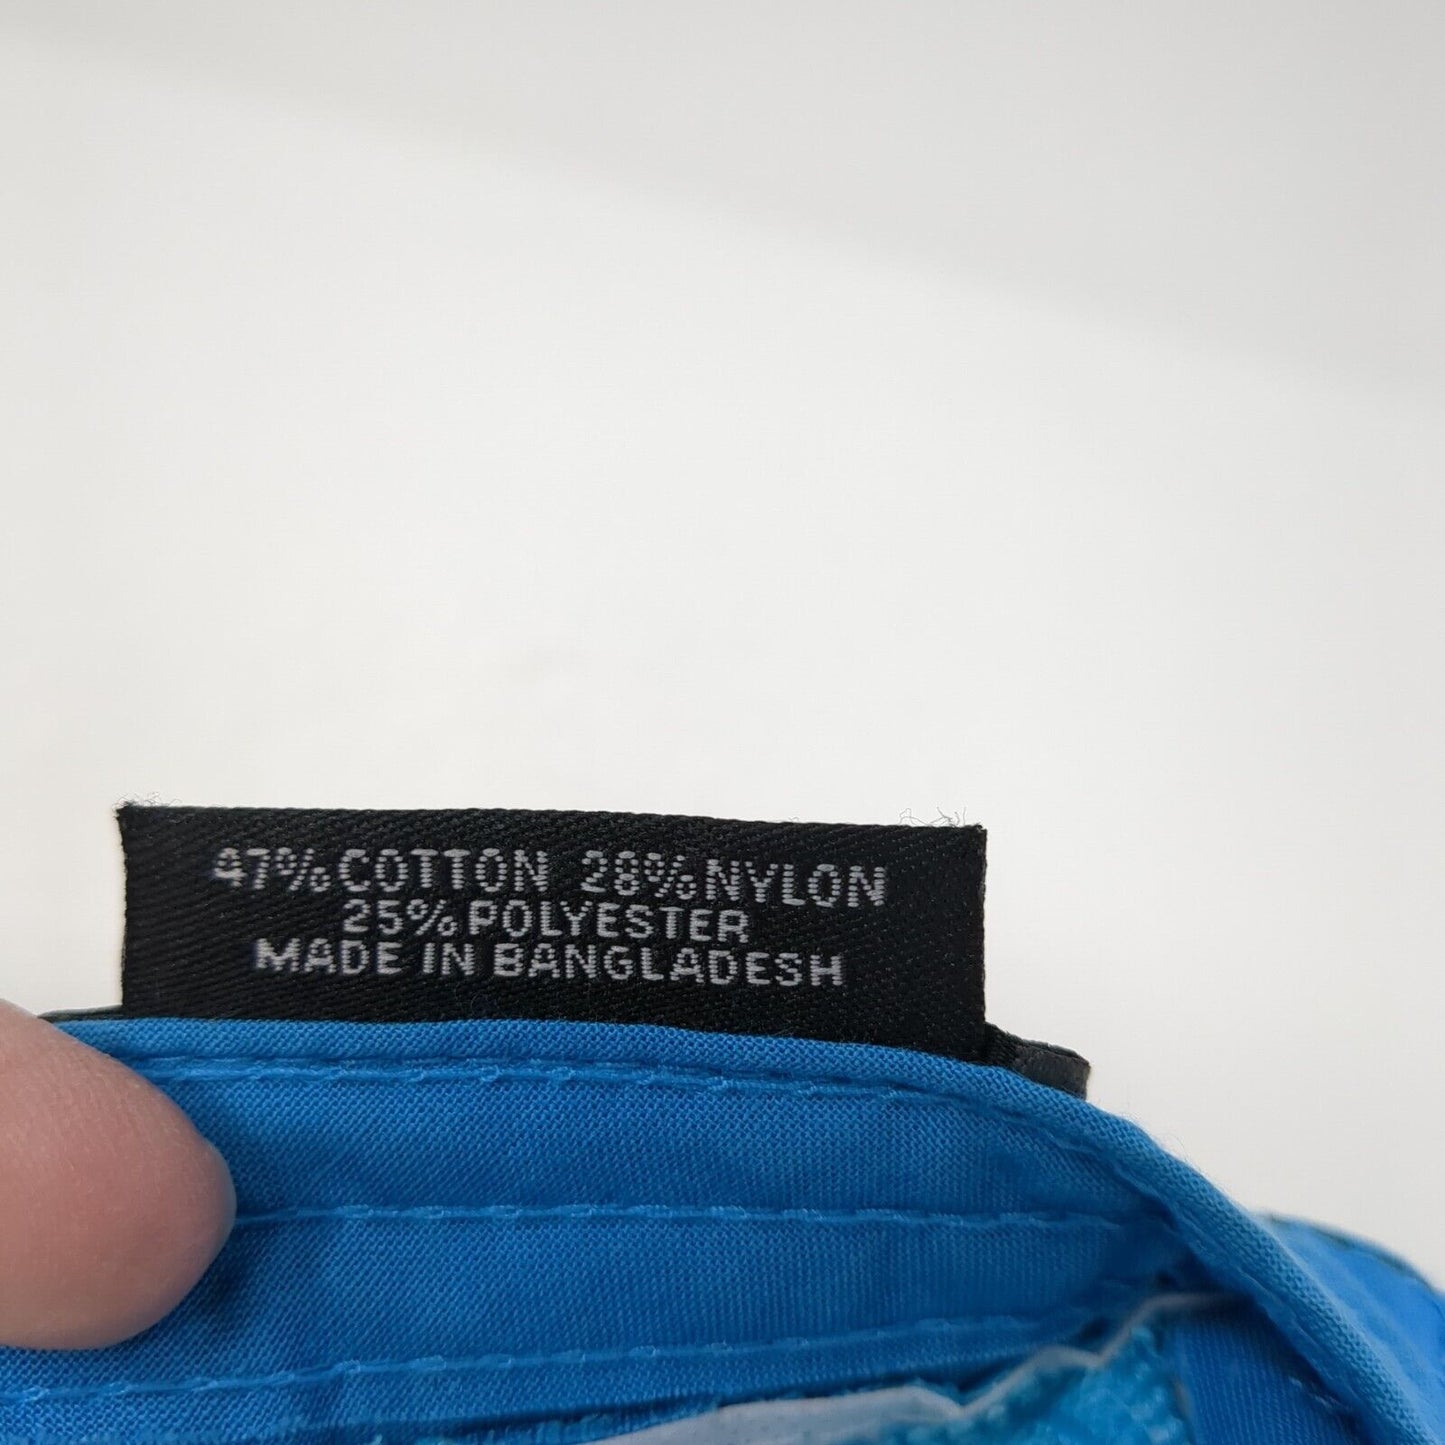 47% COTTON 28% NYLON
25% POLYESTER
MADE IN BANGLADESH